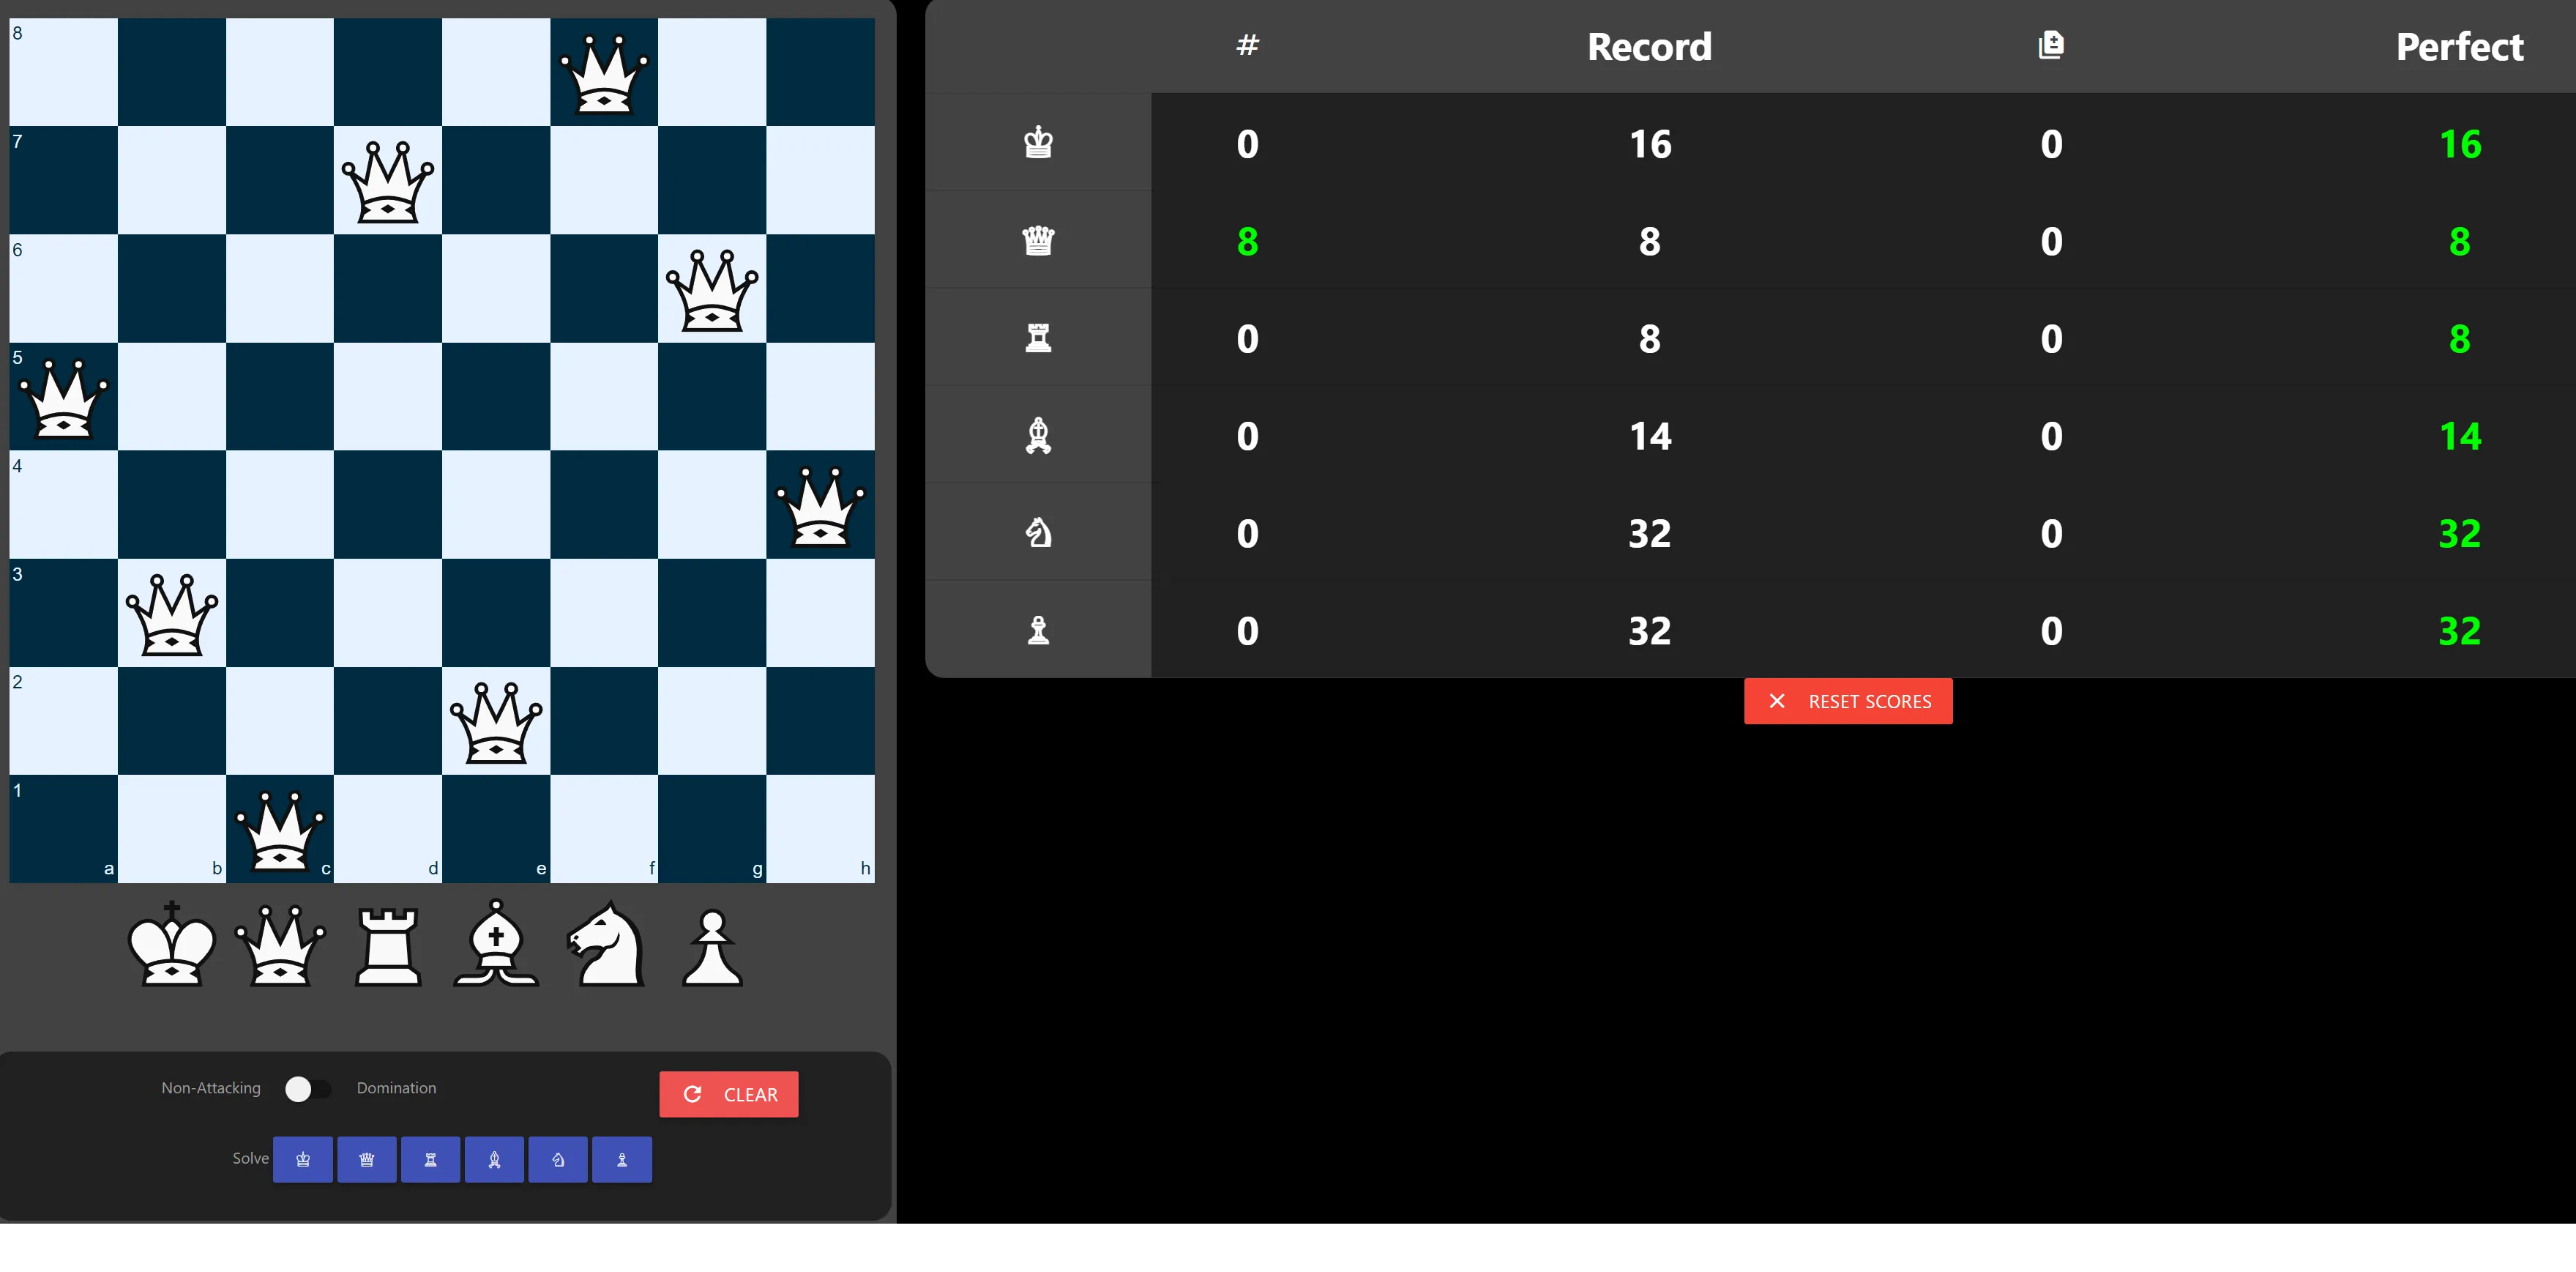 8
7
6
5
4
3
2
1
a b c d e f g h
# Record Perfect
0 16 0 16
8 8 0 8
0 8 0 8
0 14 0 14
0 32 0 32
0 32 0 32
RESET SCORES
Non-Attacking Domination
CLEAR
Solve